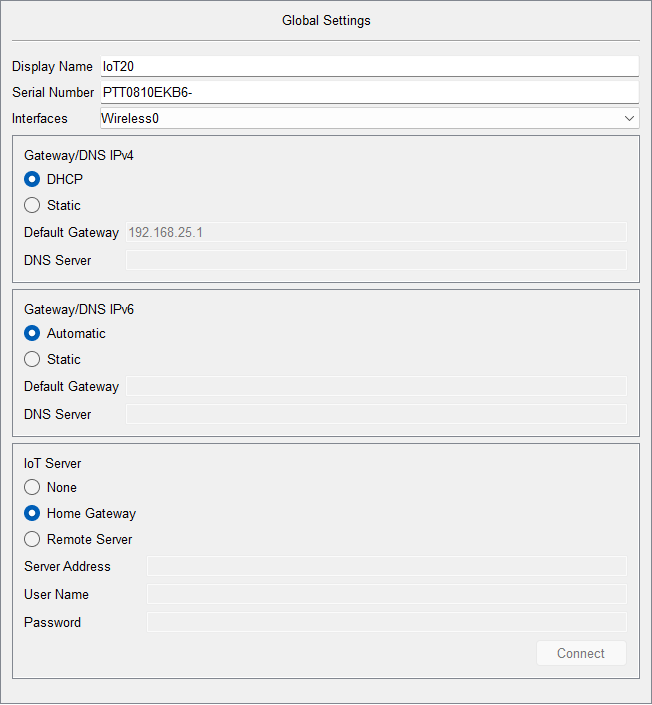 Global Settings
Display Name IoT20
Serial Number PTT0810EKB6-
Interfaces Wireless0
Gateway/DNS IPv4
DHCP
Static
Default Gateway 192.168.25.1
DNS Server
Gateway/DNS IPv6
Automatic
Static
Default Gateway
DNS Server
IoT Server
None
Home Gateway
Remote Server
Server Address
User Name
Password
Connect